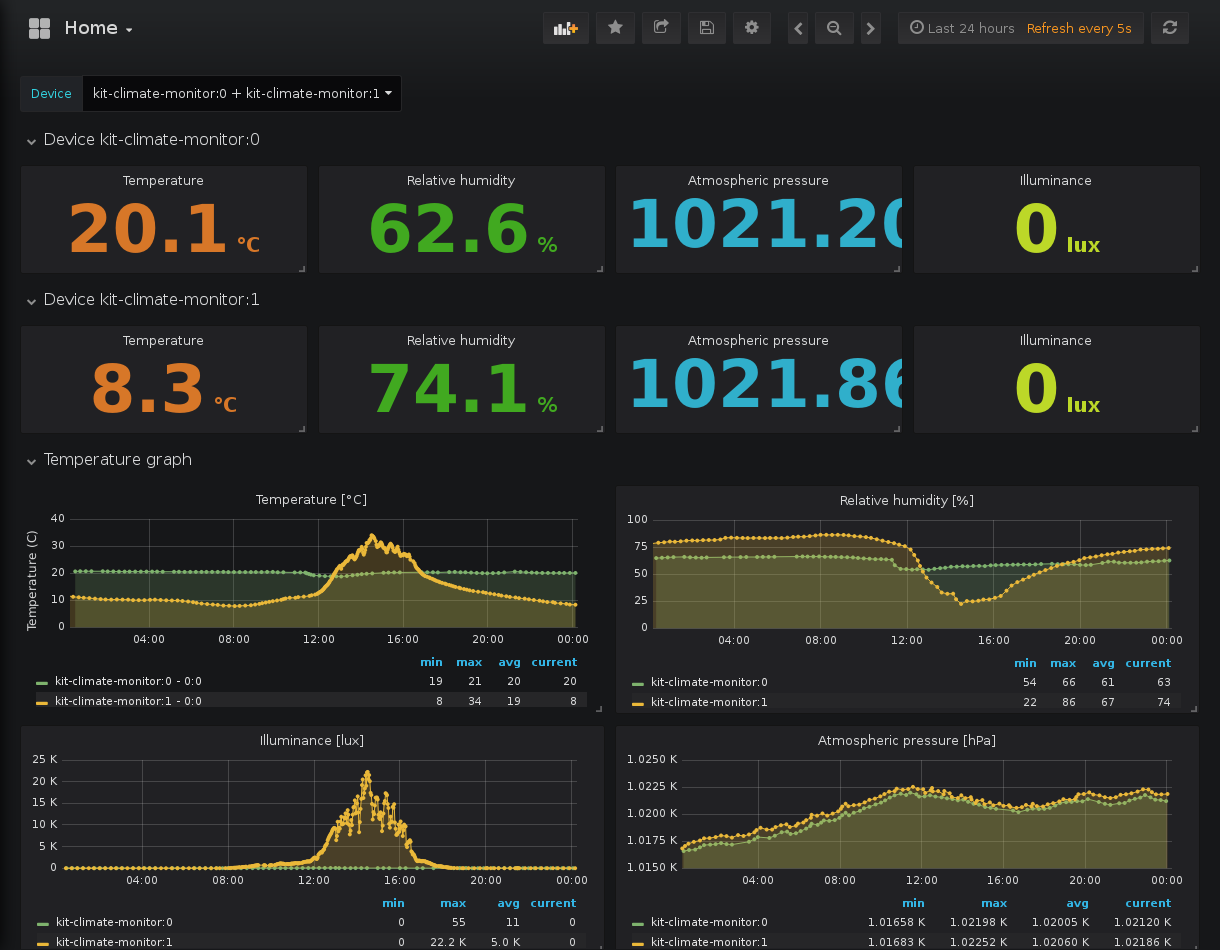 Home
Last 24 hours Refresh every 5s
Device kit-climate-monitor:0 + kit-climate-monitor:1
Device kit-climate-monitor:0
Temperature Relative humidity Atmospheric pressure Illuminance
20.1 °C 62.6 % 1021.20 0 lux
Device kit-climate-monitor:1
Temperature Relative humidity Atmospheric pressure Illuminance
8.3 °C 74.1 % 1021.86 0 lux
Temperature graph
Temperature [°C]
Temperature (C)
40
30
20
10
0
04:00 08:00 12:00 16:00 20:00 00:00
min max avg current
kit-climate-monitor:0 - 0:0 19 21 20 20
kit-climate-monitor:1 - 0:0 8 34 19 8
Relative humidity [%]
100
75
50
25
0
04:00 08:00 12:00 16:00 20:00 00:00
min max avg current
kit-climate-monitor:0 54 66 61 63
kit-climate-monitor:1 22 86 67 74
Illuminance [lux]
25 K
20 K
15 K
10 K
5 K
0
04:00 08:00 12:00 16:00 20:00 00:00
min max avg current
kit-climate-monitor:0 0 55 11 0
kit-climate-monitor:1 0 22.2 K 5.0 K 0
Atmospheric pressure [hPa]
1.0250 K
1.0225 K
1.0200 K
1.0175 K
1.0150 K
04:00 08:00 12:00 16:00 20:00 00:00
min max avg current
kit-climate-monitor:0 1.01658 K 1.02198 K 1.02005 K 1.02120 K
kit-climate-monitor:1 1.01683 K 1.02252 K 1.02060 K 1.02186 K